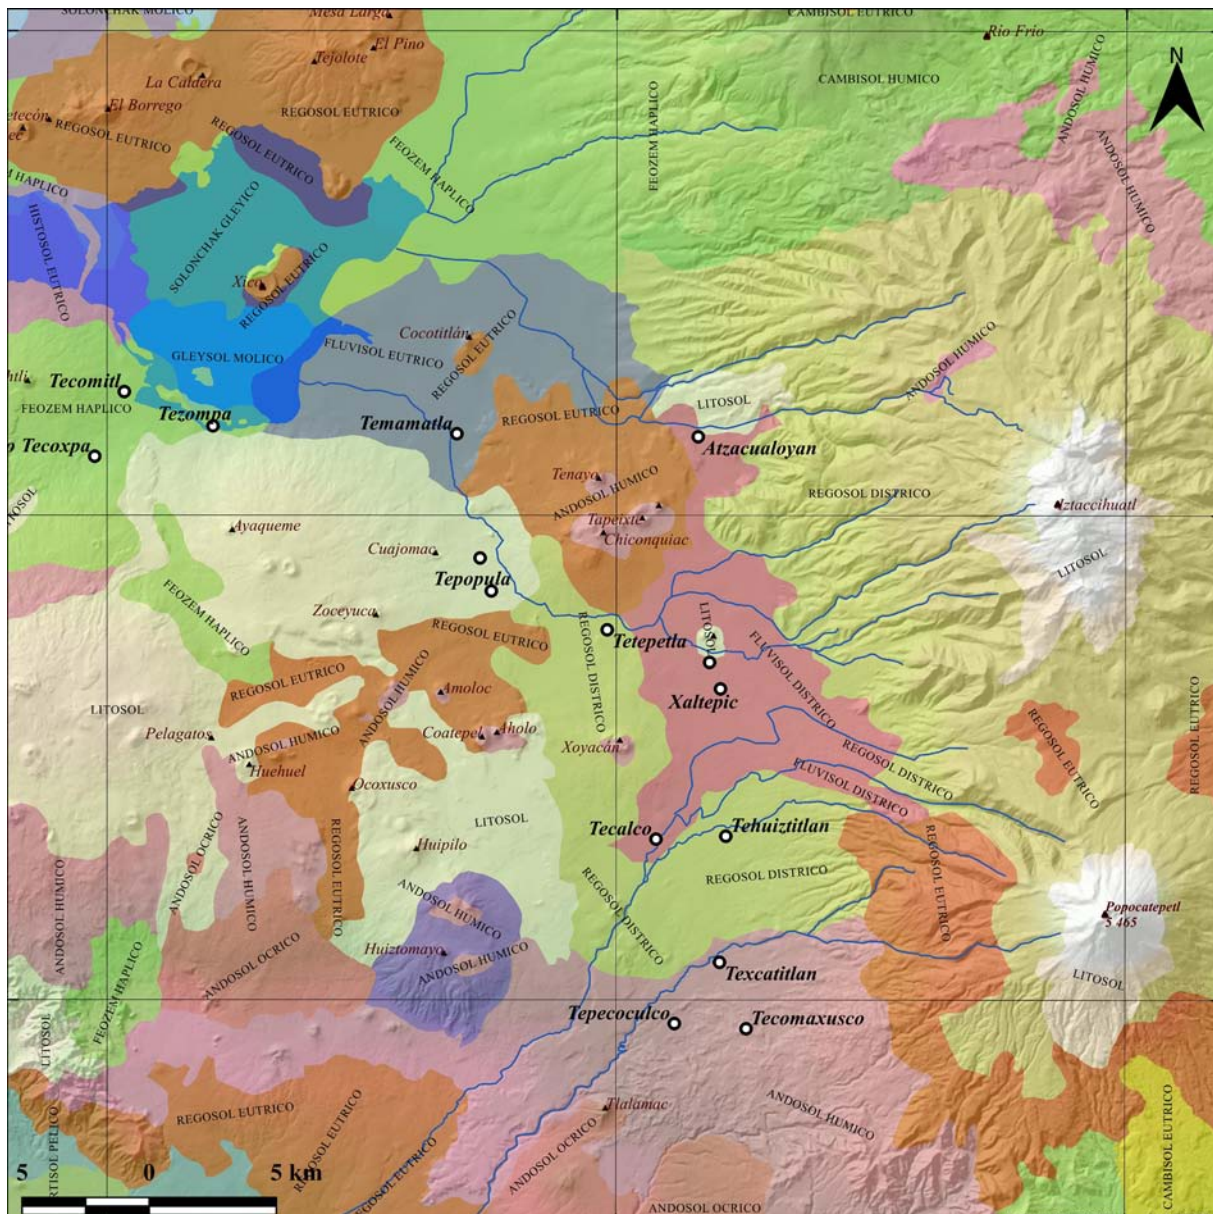 SOLONCHAK MOLICO
Mesa Larga
CAMBISOL EUTRICO
El Pino
Río Frío
Tejolote
N
La Caldera
CAMBISOL HUMICO
El Borrego
REGOSOL EUTRICO
FEOZEM HAPLICO
ANDOSOL HUMICO
REGOSOL EUTRICO
REGOSOL EUTRICO
FEOZEM HAPLICO
ANDOSOL HUMICO
HISTOSOL EUTRICO
SOLONCHAK GLEYICO
Xico
REGOSOL EUTRICO
Cocotitlán
REGOSOL EUTRICO
FLUVISOL EUTRICO
GLEYSOL MOLICO
ANDOSOL HUMICO
Tecomitl
FEOZEM HAPLICO
Tezompa
Temamatla
REGOSOL EUTRICO
LITOSOL
Atzacualoyan
o Tecoxpa
Tenayo
ANDOSOL HUMICO
REGOSOL DISTRICO
Iztaccihuatl
Ayaqueme
Tapeixte
Chiconquiac
Cuajomac
LITOSOL
Tepopula
FEOZEM HAPLICO
Zoceyuca
REGOSOL EUTRICO
Tetepetla
LITOSOL
FLUVISOL DISTRICO
REGOSOL DISTRICO
REGOSOL EUTRICO
ANDOSOL HUMICO
Amoloc
Xaltepic
LITOSOL
Pelagatos
ANDOSOL HUMICO
Coatepel
Aholo
Xoyacán
REGOSOL DISTRICO
REGOSOL EUTRICO
REGOSOL EUTRICO
Huehuel
Ocoxusco
FLUVISOL DISTRICO
LITOSOL
Tecalco
Tehuiztitlan
Huipilo
ANDOSOL OCRICO
ANDOSOL HUMICO
REGOSOL EUTRICO
REGOSOL DISTRICO
REGOSOL EUTRICO
ANDOSOL HUMICO
ANDOSOL HUMICO
REGOSOL DISTRICO
Popocatepetl
5 465
Huiztomayo
ANDOSOL HUMICO
ANDOSOL OCRICO
FEOZEM HAPLICO
Texcatitlan
LITOSOL
Tepecoculco
Tecomaxusco
LITOSOL
Tlalamac
REGOSOL EUTRICO
REGOSOL EUTRICO
ANDOSOL HUMICO
ANDOSOL OCRICO
REGOSOL EUTRICO
CAMBISOL EUTRICO
5 0 5 km
ANDOSOL OCRICO